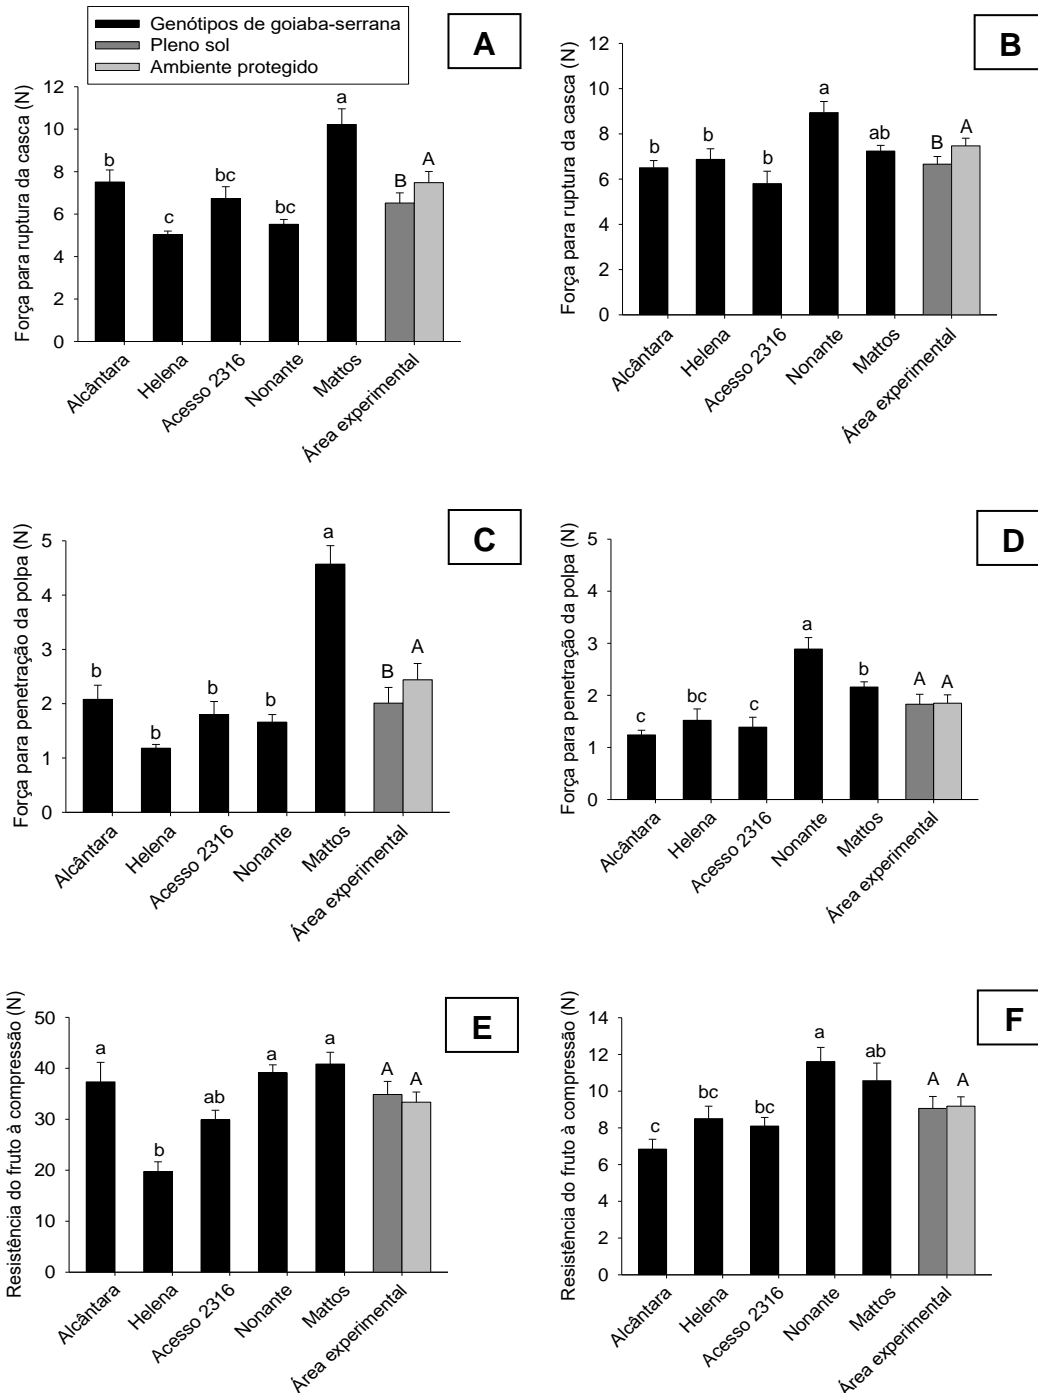 Genótipos de goiaba-serrana
Pleno sol
Ambiente protegido
A
Força para ruptura da casca (N)
12
10
8
6
4
2
0
b
c
bc
bc
a
B
A
Alcântara
Helena
Acesso 2316
Nonante
Mattos
Área experimental
B
Força para ruptura da casca (N)
12
10
8
6
4
2
0
b
b
b
a
ab
B
A
Alcântara
Helena
Acesso 2316
Nonante
Mattos
Área experimental
C
Força para penetração da polpa (N)
5
4
3
2
1
0
b
b
b
b
a
B
A
Alcântara
Helena
Acesso 2316
Nonante
Mattos
Área experimental
D
Força para penetração da polpa (N)
5
4
3
2
1
0
c
bc
c
a
b
A
A
Alcântara
Helena
Acesso 2316
Nonante
Mattos
Área experimental
E
Resistência do fruto à compressão (N)
50
40
30
20
10
0
a
b
ab
a
a
A
A
Alcântara
Helena
Acesso 2316
Nonante
Mattos
Área experimental
F
Resistência do fruto à compressão (N)
14
12
10
8
6
4
2
0
c
bc
bc
a
ab
A
A
Alcântara
Helena
Acesso 2316
Nonante
Mattos
Área experimental